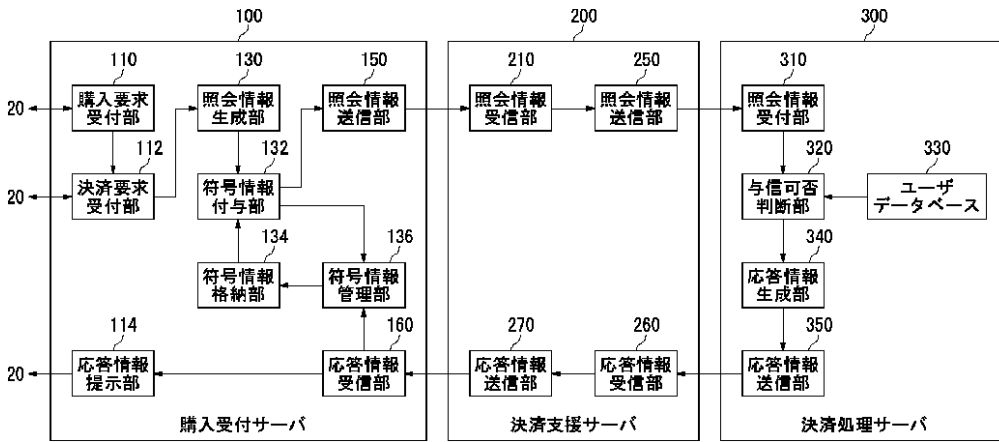 100
200
300
110
130
150
210
250
310
購入要求
受付部
照会情報
生成部
照会情報
送信部
照会情報
受信部
照会情報
送信部
照会情報
受付部
20
112
132
320
330
決済要求
受付部
符号情報
付与部
与信可否
判断部
ユーザ
データベース
20
134
136
340
符号情報
格納部
符号情報
管理部
応答情報
生成部
114
160
270
260
350
応答情報
提示部
応答情報
受信部
応答情報
送信部
応答情報
受信部
応答情報
送信部
20
購入受付サーバ
決済支援サーバ
決済処理サーバ